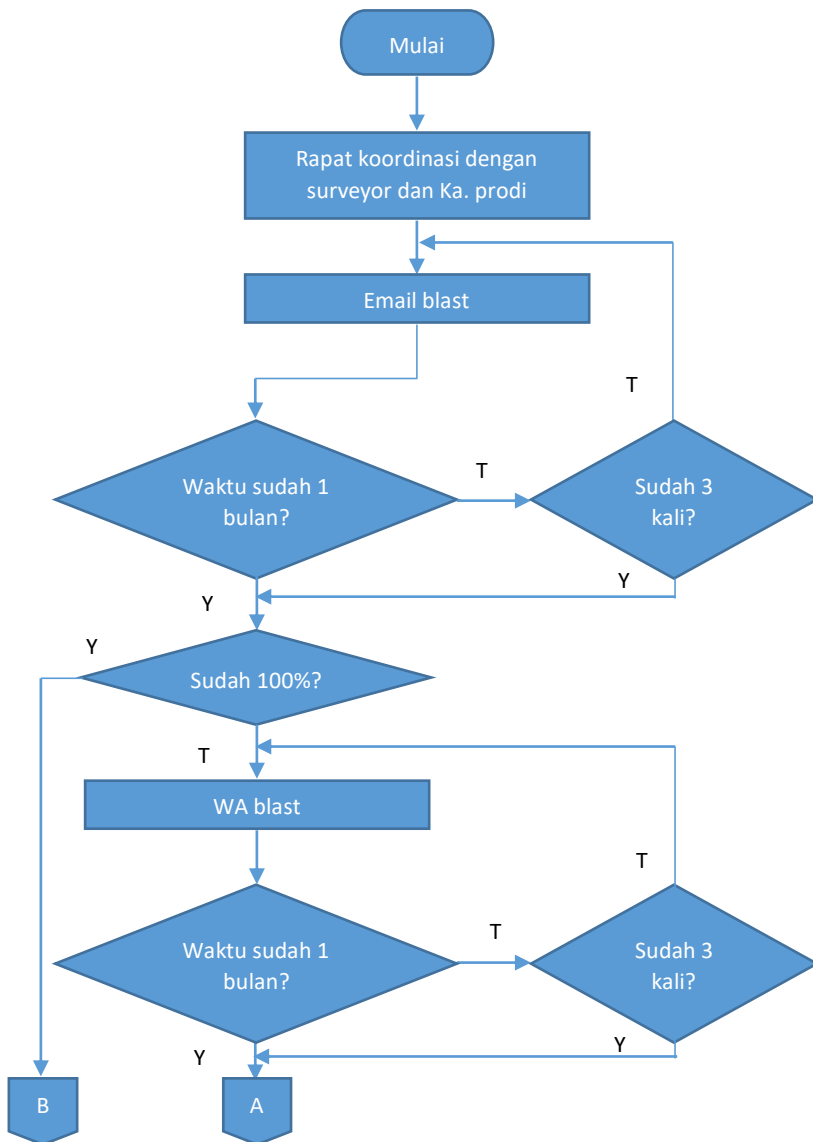 Mulai
Rapat koordinasi dengan
surveyor dan Ka. prodi
Email blast
T
Waktu sudah 1
bulan?
T
Sudah 3
kali?
Y
Y
Y
Sudah 100%?
T
WA blast
T
Waktu sudah 1
bulan?
T
Sudah 3
kali?
Y
Y
B
A